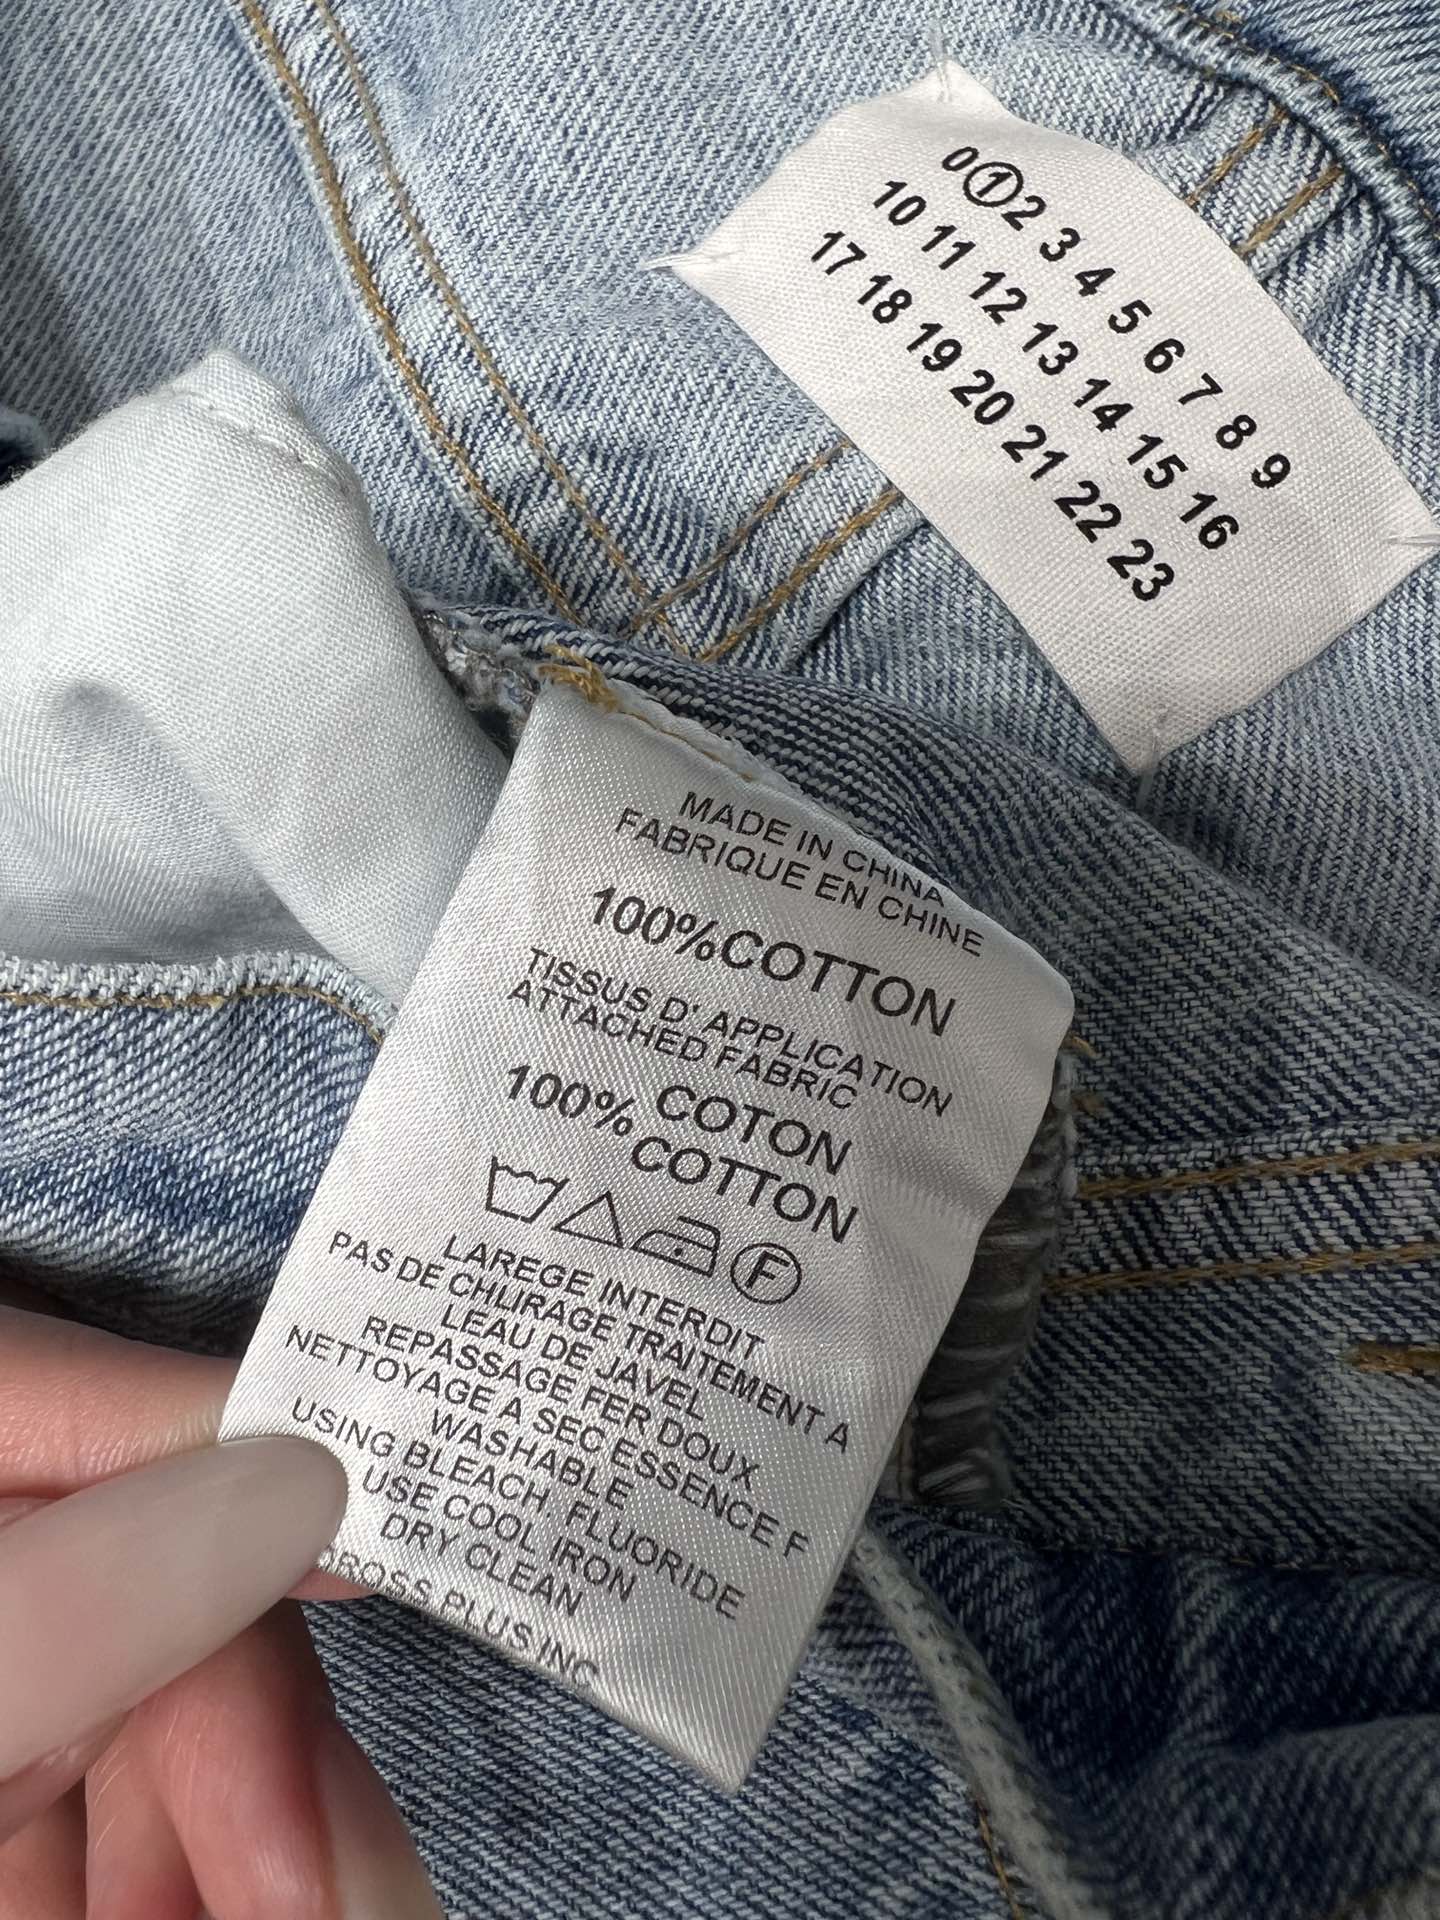 0 1 2 3 4 5 6 7 8 9
10 11 12 13 14 15 16
17 18 19 20 21 22 23
MADE IN CHINA
FABRIQUE EN CHINE
100%COTTON
TISSUS D' APPLICATION
ATTACHED FABRIC
100% COTON
COTTON
F
LAREGE INTERDIT
PAS DE CHLIRAGE TRAITEMENT A
LEAU DE JAVEL
REPASSAGE FER DOUX
NETTOYAGE A SEC ESSENCE F
WASHABLE
USING BLEACH. FLUORIDE
USE COOL IRON
DRY CLEAN
PLUS INC